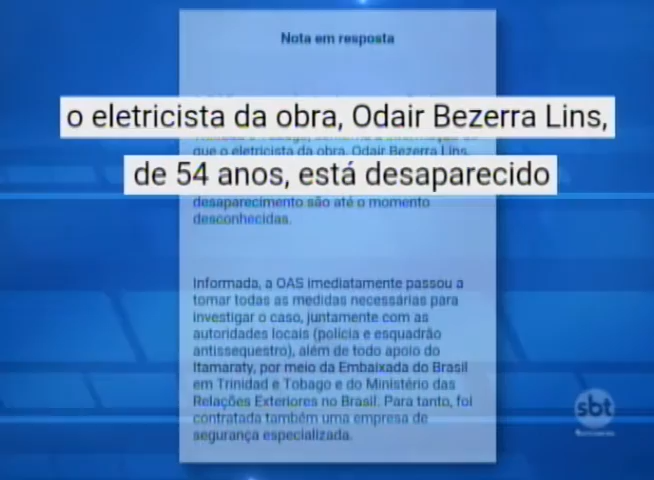 Nota em resposta
o eletricista da obra, Odair Bezerra Lins,
que o eletricista da obra, Odair Bezerra Lins,
de 54 anos, está desaparecido
desaparecimento são até o momento
desconhecidas.
Informada, a OAS imediatamente passou a
tomar todas as medidas necessárias para
investigar o caso, juntamente com as
autoridades locais (polícia e esquadrão
antissequestro), além de todo apoio do
Itamaraty, por meio da Embaixada do Brasil
em Trinidad e Tobago e do Ministério das
Relações Exteriores no Brasil. Para tanto, foi
contratada também uma empresa de
segurança especializada.
sbt